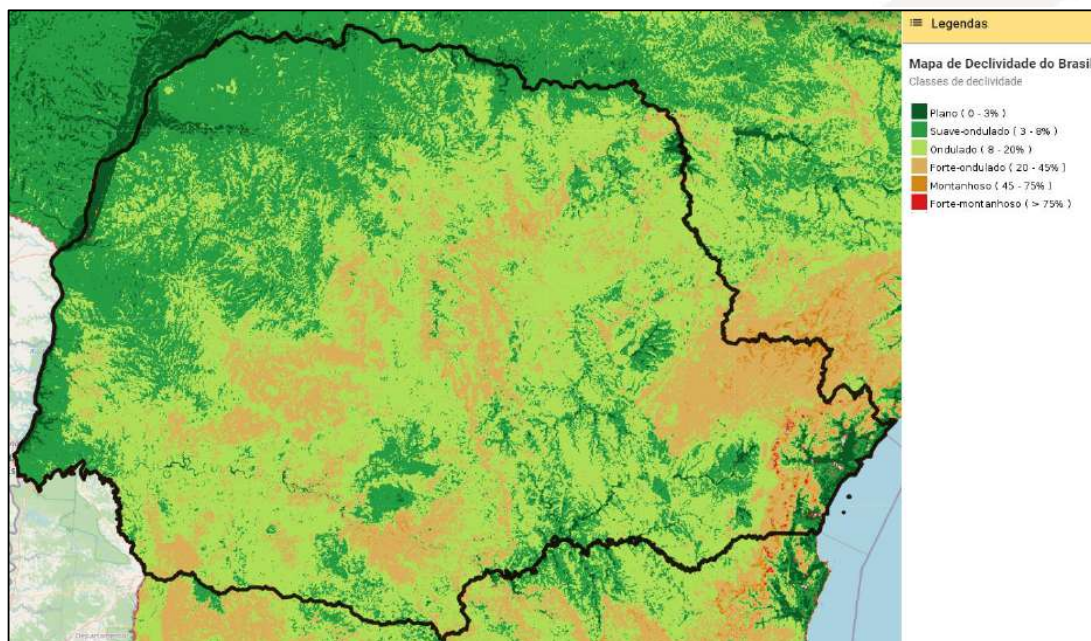 Legendas
Mapa de Declividade do Brasil
Classes de declividade
Plano ( 0 - 3% )
Suave-ondulado ( 3 - 8% )
Ondulado ( 8 - 20% )
Forte-ondulado ( 20 - 45% )
Montanhoso ( 45 - 75% )
Forte-montanhoso ( > 75% )